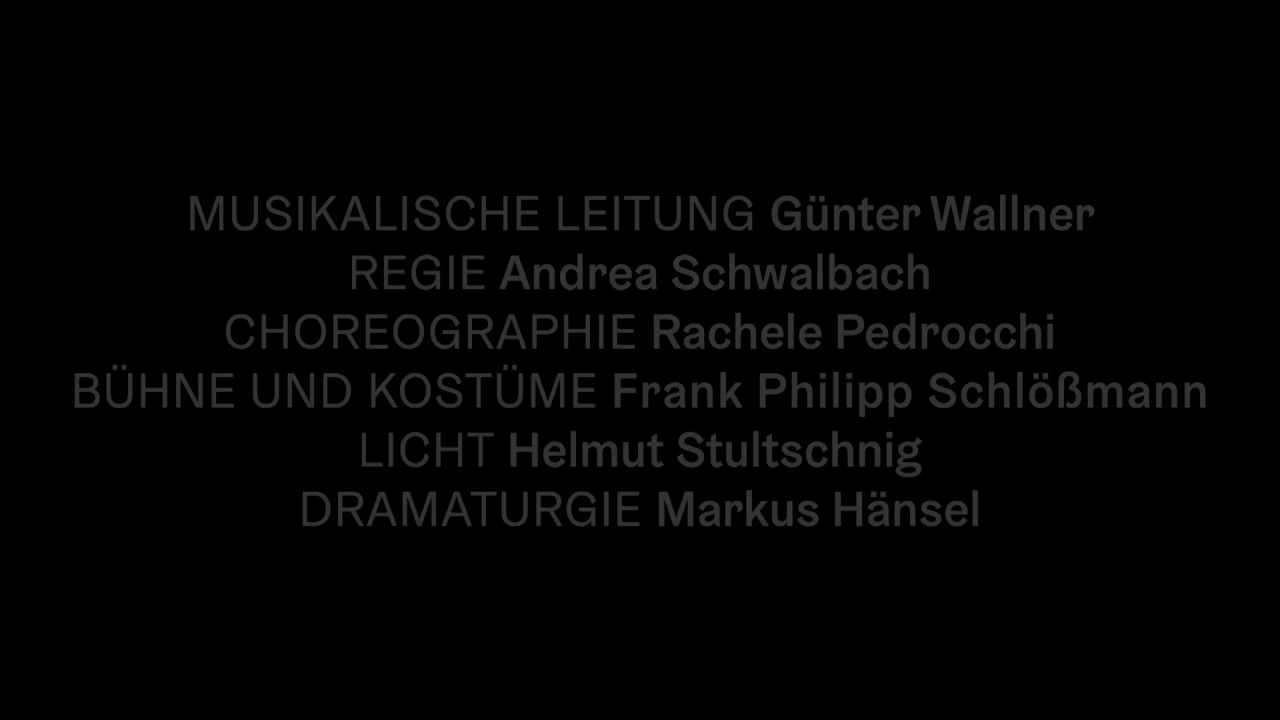 MUSIKALISCHE LEITUNG Günter Wallner
REGIE Andrea Schwalbach
CHOREOGRAPHIE Rachele Pedrocchi
BÜHNE UND KOSTÜME Frank Philipp Schlößmann
LICHT Helmut Stultschnig
DRAMATURGIE Markus Hänsel